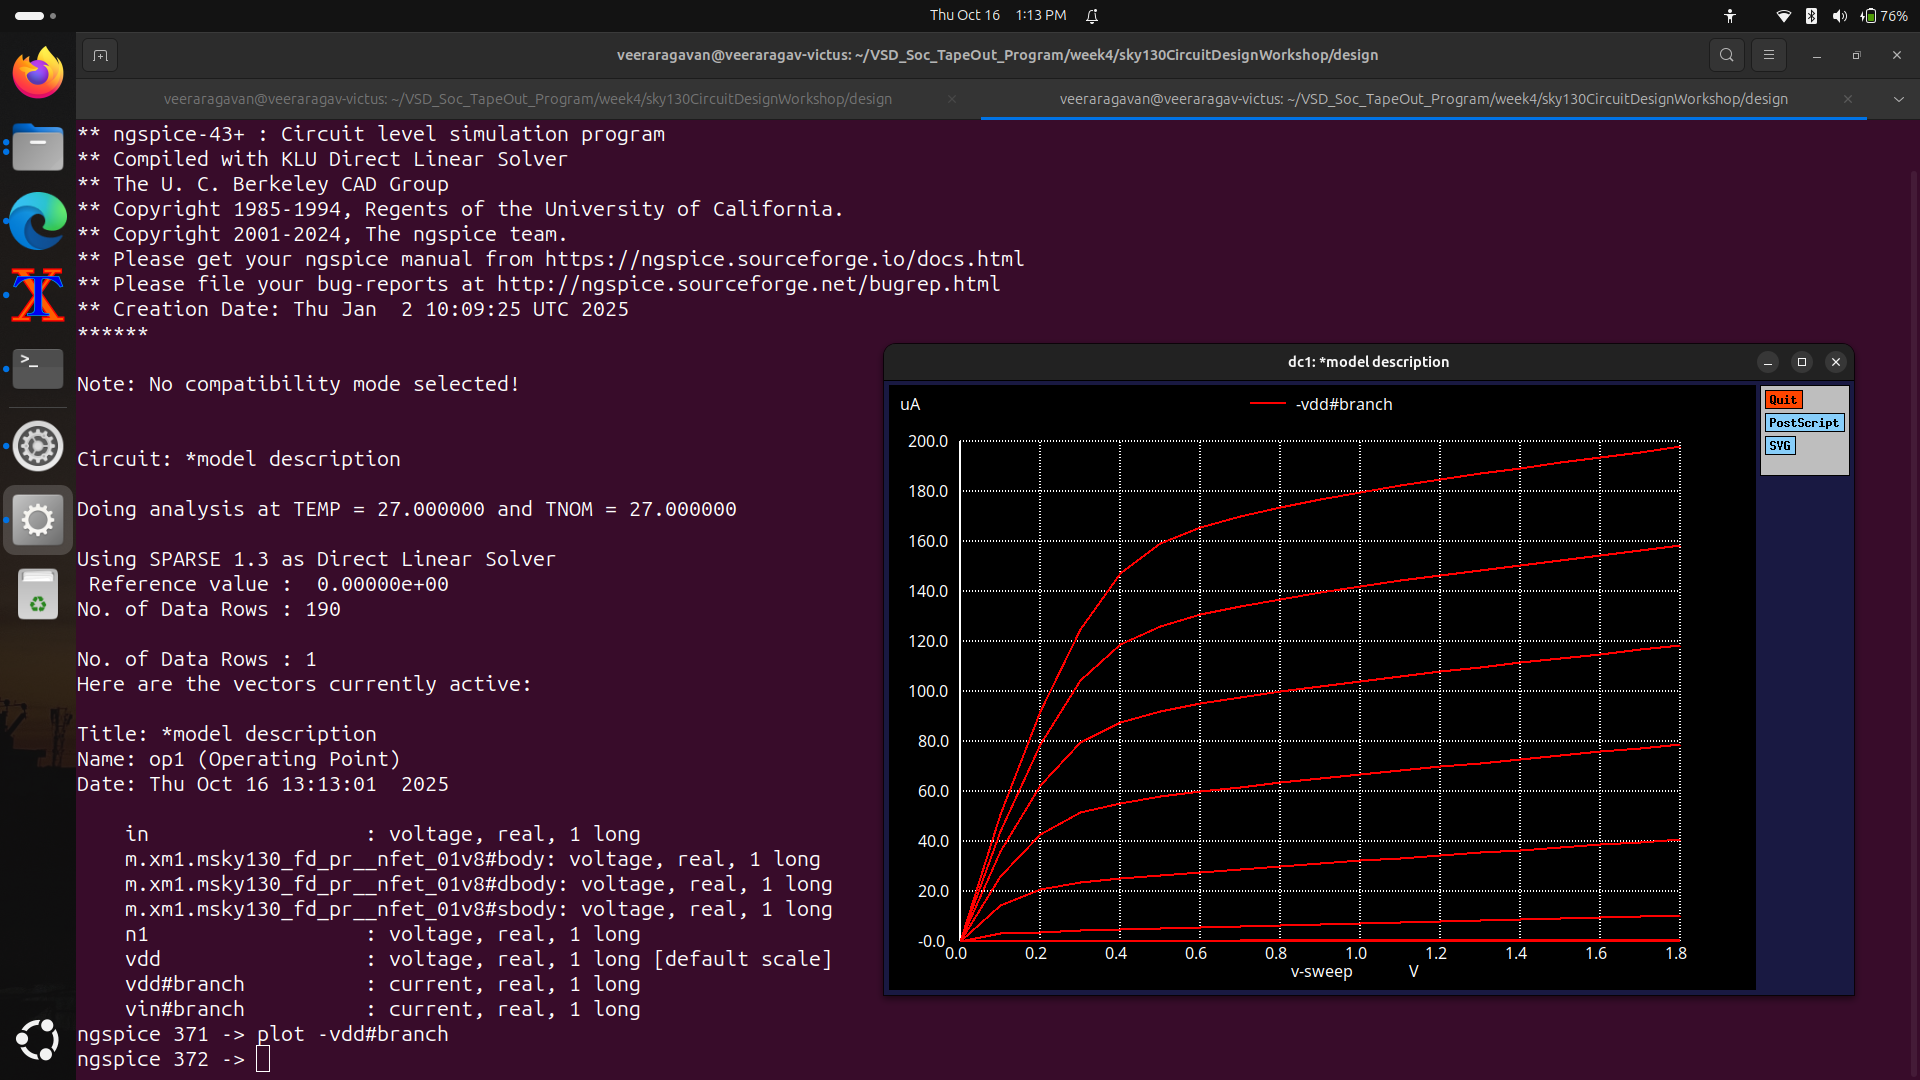 Thu Oct 16 1:13 PM
76%
veeraragavan@veeraragav-victus: ~/VSD_Soc_TapeOut_Program/week4/sky130CircuitDesignWorkshop/design
veeraragavan@veeraragav-victus: ~/VSD_Soc_TapeOut_Program/week4/sky130CircuitDesignWorkshop/design
veeraragavan@veeraragav-victus: ~/VSD_Soc_TapeOut_Program/week4/sky130CircuitDesignWorkshop/design
** ngspice-43+ : Circuit level simulation program
** Compiled with KLU Direct Linear Solver
** The U. C. Berkeley CAD Group
** Copyright 1985-1994, Regents of the University of California.
** Copyright 2001-2024, The ngspice team.
** Please get your ngspice manual from https://ngspice.sourceforge.io/docs.html
** Please file your bug-reports at http://ngspice.sourceforge.net/bugrep.html
** Creation Date: Thu Jan  2 10:09:25 UTC 2025
******
Note: No compatibility mode selected!
Circuit: *model description
Doing analysis at TEMP = 27.000000 and TNOM = 27.000000
Using SPARSE 1.3 as Direct Linear Solver
Reference value :  0.00000e+00
No. of Data Rows : 190
No. of Data Rows : 1
Here are the vectors currently active:
Title: *model description
Name: op1 (Operating Point)
Date: Thu Oct 16 13:13:01  2025
in : voltage, real, 1 long
m.xm1.msky130_fd_pr__nfet_01v8#body: voltage, real, 1 long
m.xm1.msky130_fd_pr__nfet_01v8#dbody: voltage, real, 1 long
m.xm1.msky130_fd_pr__nfet_01v8#sbody: voltage, real, 1 long
n1 : voltage, real, 1 long
vdd : voltage, real, 1 long [default scale]
vdd#branch : current, real, 1 long
vin#branch : current, real, 1 long
ngspice 371 -> plot -vdd#branch
ngspice 372 ->
dc1: *model description
uA
-vdd#branch
Quit
PostScript
SVG
200.0
180.0
160.0
140.0
120.0
100.0
80.0
60.0
40.0
20.0
-0.0
0.0 0.2 0.4 0.6 0.8 1.0 1.2 1.4 1.6 1.8
v-sweep V